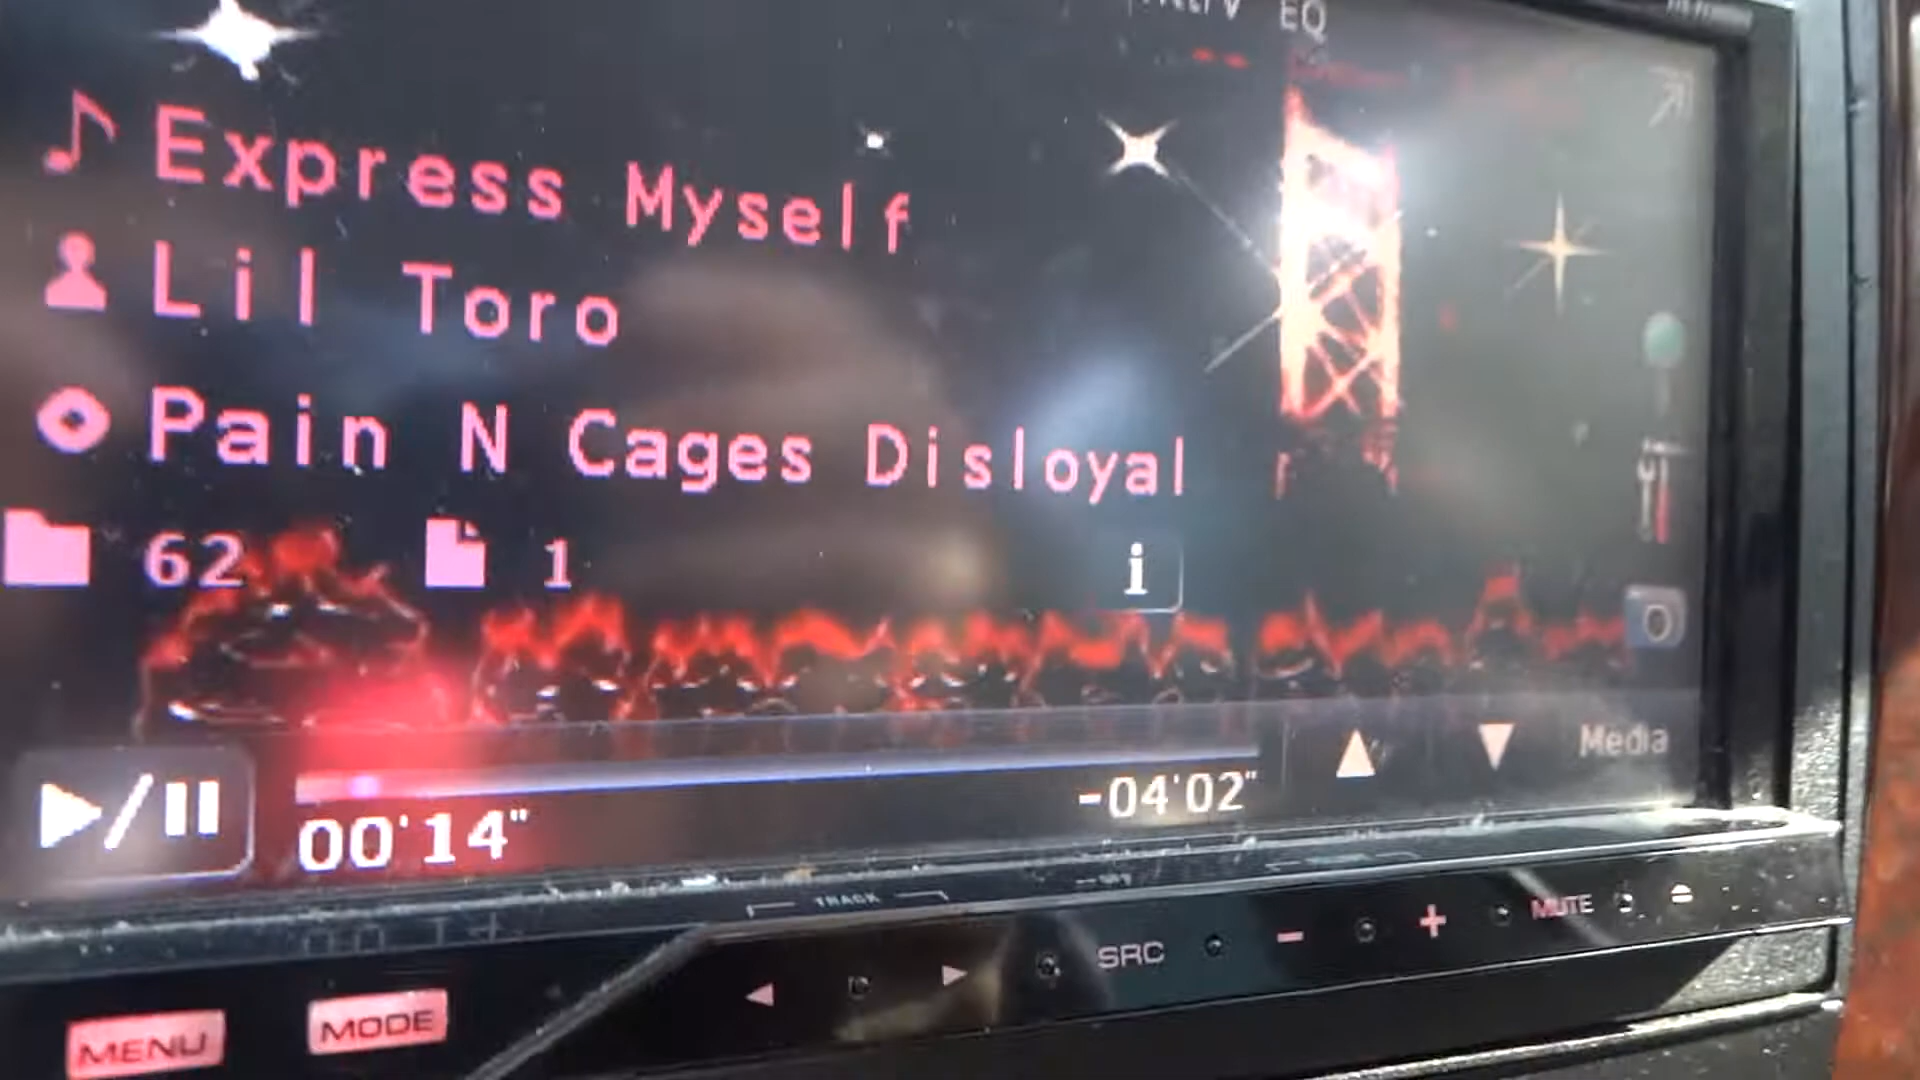 EQ
Express Myself
Lil Toro
Pain N Cages Disloyal
62 1 i
Media
00'14" -04'02"
TRACK
SRC - + MUTE
MENU MODE